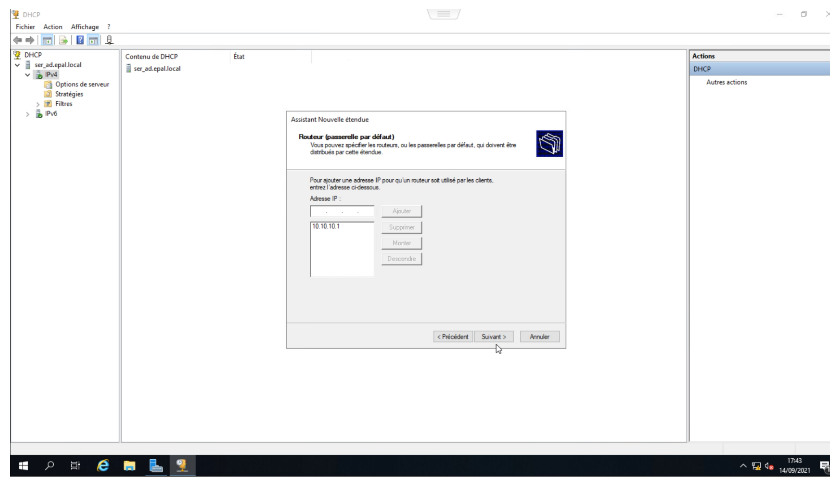 DHCP
Fichier Action Affichage ?
DHCP
ser_ad.epal.local
IPv4
Options de serveur
Stratégies
Filtres
IPv6
Contenu de DHCP État
ser_ad.epal.local
Actions
DHCP
Autres actions
Assistant Nouvelle étendue
Routeur (passerelle par défaut)
Vous pouvez spécifier les routeurs, ou les passerelles par défaut, qui doivent être
distribués par cette étendue.
Pour ajouter une adresse IP pour qu'un routeur soit utilisé par les clients,
entrez l'adresse ci-dessous.
Adresse IP :
Ajouter
10.10.10.1
Supprimer
Monter
Descendre
< Précédent Suivant > Annuler
17:43
14/09/2021